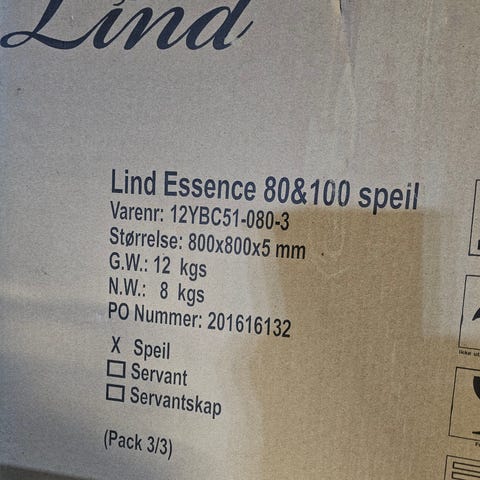 Lind
Lind Essence 80&100 speil
Varenr: 12YBC51-080-3
Størrelse: 800x800x5 mm
G.W.: 12 kgs
N.W.: 8 kgs
PO Nummer: 201616132
X Speil
Servant
Servantskap
(Pack 3/3)